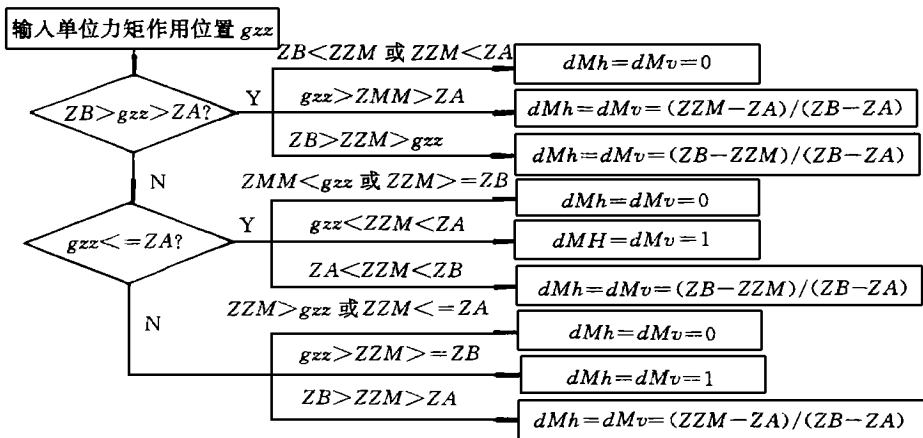 输入单位力矩作用位置 gzz
ZB<ZZM 或 ZZM<ZA
dMh=dMv=0
ZB>gzz>ZA?
Y
gzz>ZMM>ZA
dMh=dMv=(ZZM-ZA)/(ZB-ZA)
ZB>ZZM>gzz
dMh=dMv=(ZB-ZZM)/(ZB-ZA)
N
ZMM<gzz 或 ZZM>=ZB
dMh=dMv=0
gzz<=ZA?
Y
gzz<ZZM<ZA
dMH=dMv=1
ZA<ZZM<ZB
dMh=dMv=(ZB-ZZM)/(ZB-ZA)
N
ZZM>gzz 或 ZZM<=ZA
dMh=dMv=0
gzz>ZZM>=ZB
dMh=dMv=1
ZB>ZZM>ZA
dMh=dMv=(ZZM-ZA)/(ZB-ZA)